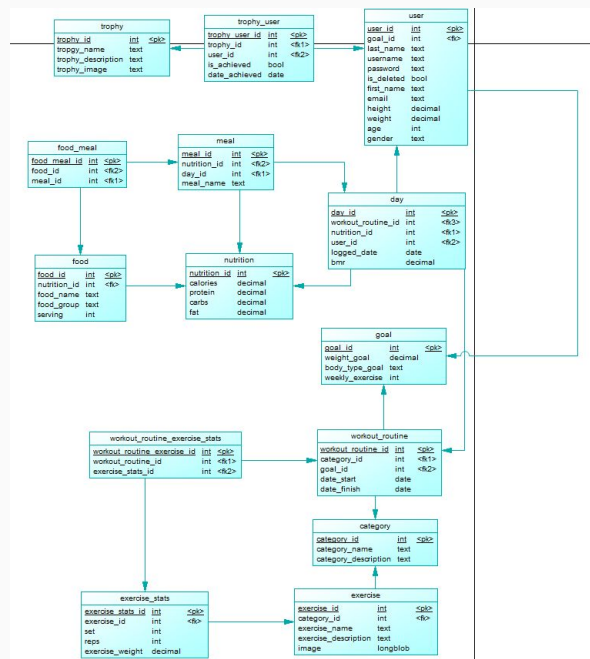 trophy
trophy_id int <pk>
tropgy_name text
trophy_description text
trophy_image text
trophy_user
trophy_user_id int <pk>
trophy_id int <fk1>
user_id int <fk2>
is_achieved bool
date_achieved date
user
user_id int <pk>
goal_id int <fk>
last_name text
username text
password text
is_deleted bool
first_name text
email text
height decimal
weight decimal
age int
gender text
food_meal
food_meal_id int <pk>
food_id int <fk2>
meal_id int <fk1>
meal
meal_id int <pk>
nutrition_id int <fk2>
day_id int <fk1>
meal_name text
day
day_id int <pk>
workout_routine_id int <fk3>
nutrition_id int <fk1>
user_id int <fk2>
logged_date date
bmr decimal
food
food_id int <pk>
nutrition_id int <fk>
food_name text
food_group text
serving int
nutrition
nutrition_id int <pk>
calories decimal
protein decimal
carbs decimal
fat decimal
goal
goal_id int <pk>
weight_goal decimal
body_type_goal text
weekly_exercise int
workout_routine_exercise_stats
workout_routine_exercise_id int <pk>
workout_routine_id int <fk1>
exercise_stats_id int <fk2>
workout_routine
workout_routine_id int <pk>
category_id int <fk1>
goal_id int <fk2>
date_start date
date_finish date
category
category_id int <pk>
category_name text
category_description text
exercise_stats
exercise_stats_id int <pk>
exercise_id int <fk>
set int
reps int
exercise_weight decimal
exercise
exercise_id int <pk>
category_id int <fk>
exercise_name text
exercise_description text
image longblob